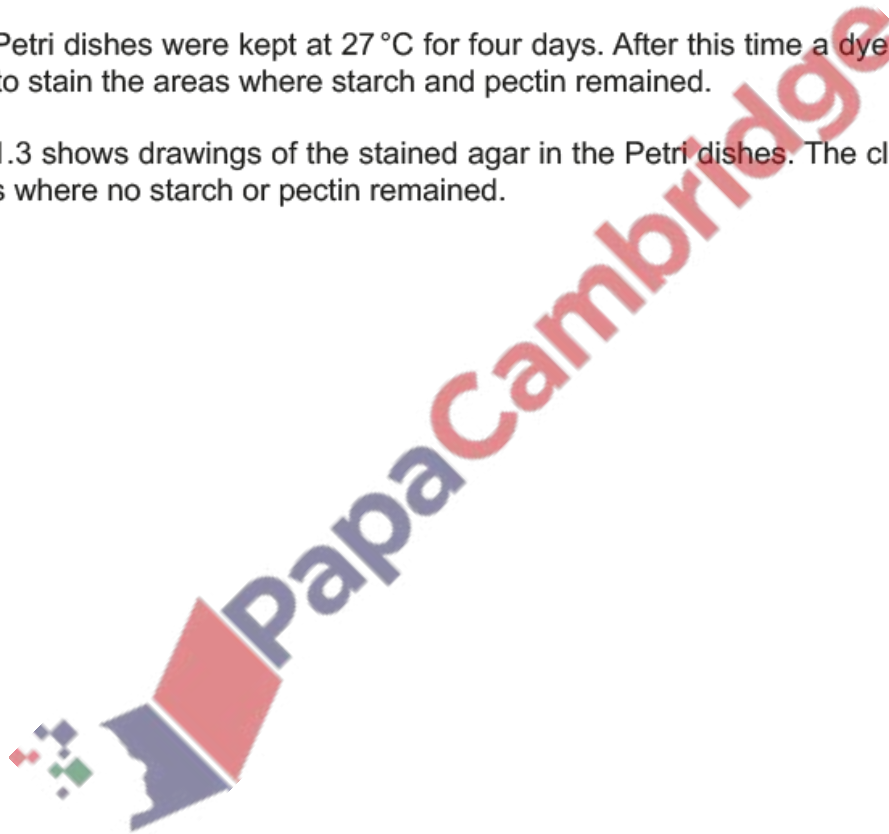 Petri dishes were kept at 27 °C for four days. After this time a dye
to stain the areas where starch and pectin remained.
1.3 shows drawings of the stained agar in the Petri dishes. The cl
s where no starch or pectin remained.
PapaCambridge